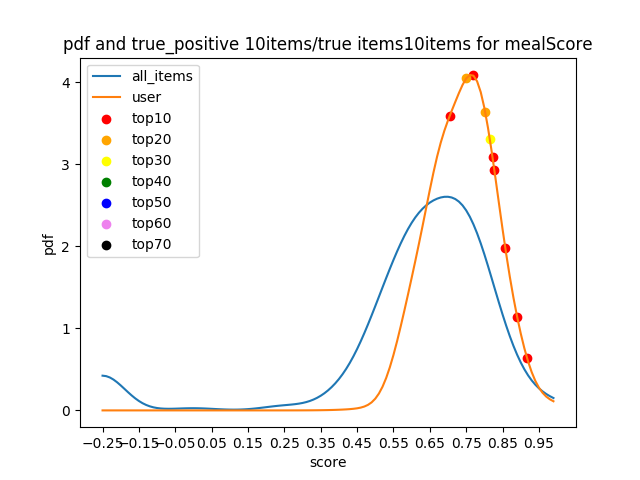 pdf and true_positive 10items/true items10items for mealScore
all_items
user
top10
top20
top30
top40
top50
top60
top70
pdf
4
3
2
1
0
−0.25 −0.15 −0.05 0.05 0.15 0.25 0.35 0.45 0.55 0.65 0.75 0.85 0.95
score